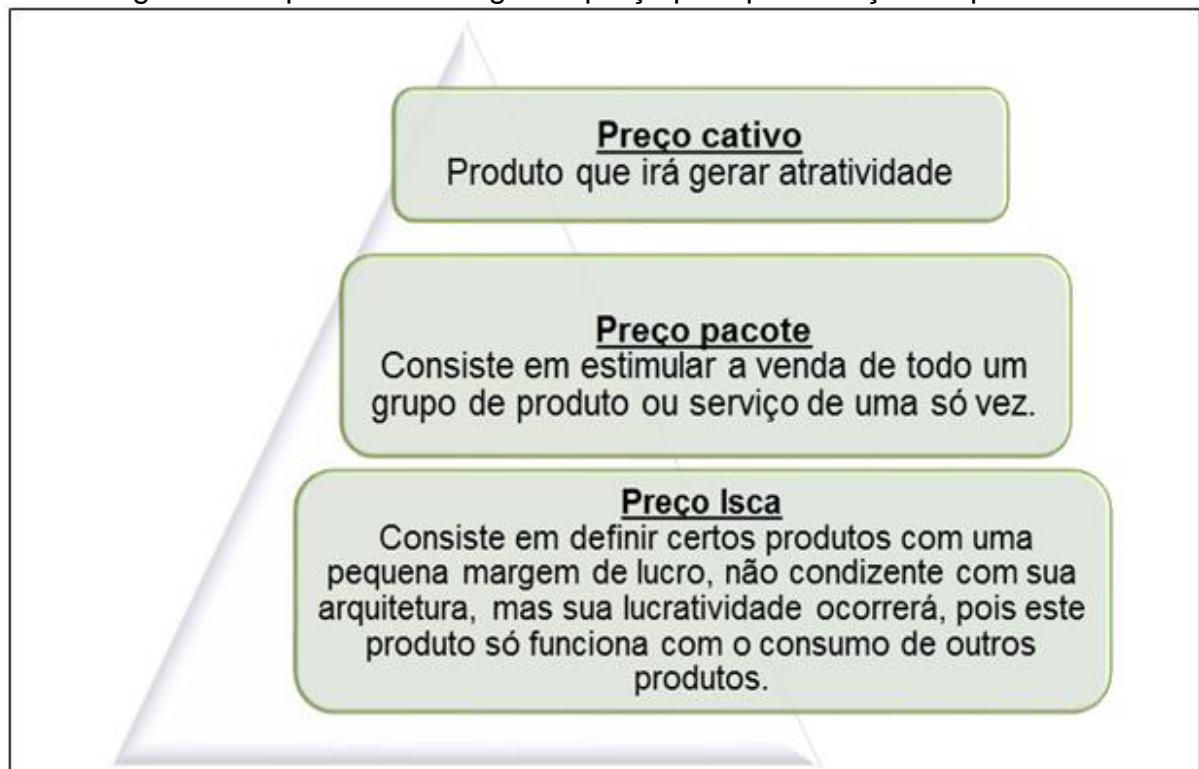 Preço cativo
Produto que irá gerar atratividade
Preço pacote
Consiste em estimular a venda de todo um
grupo de produto ou serviço de uma só vez.
Preço Isca
Consiste em definir certos produtos com uma
pequena margem de lucro, não condizente com sua
arquitetura, mas sua lucratividade ocorrerá, pois este
produto só funciona com o consumo de outros
produtos.